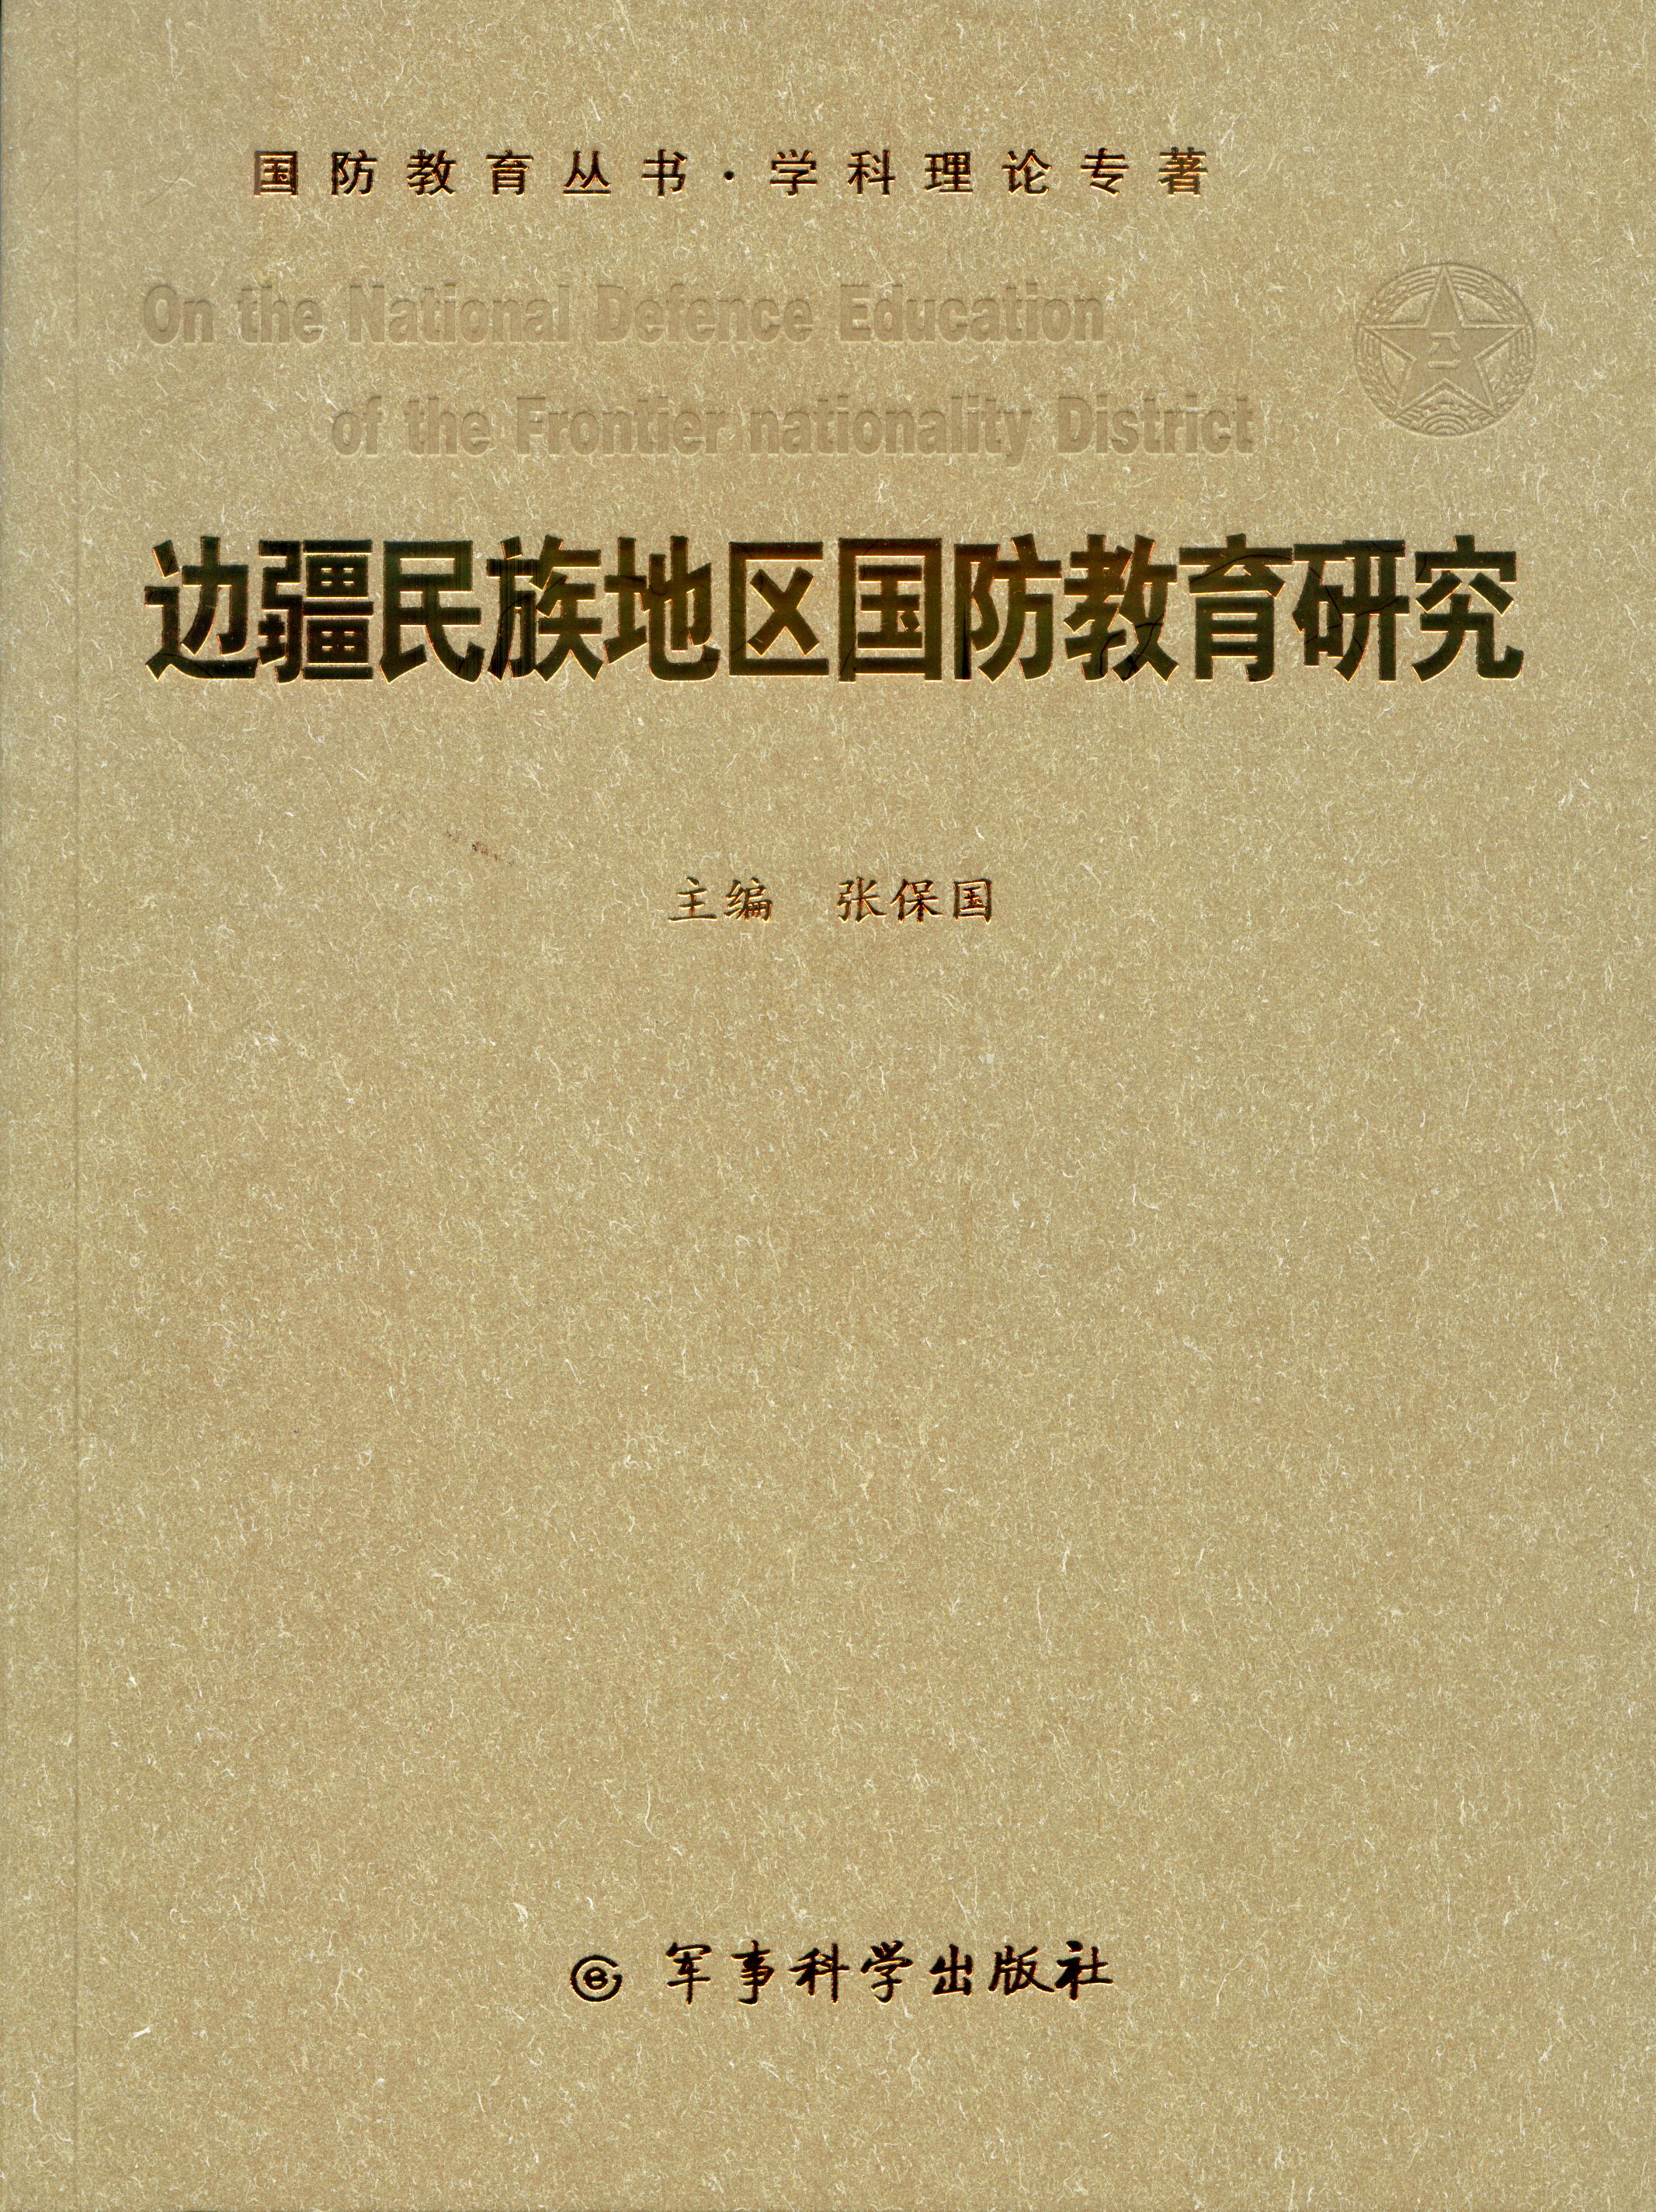 国防教育丛书·学科理论专著
On the National Defence Education
of the Frontier nationality District
八一
边疆民族地区国防教育研究
主编 张保国
军事科学出版社